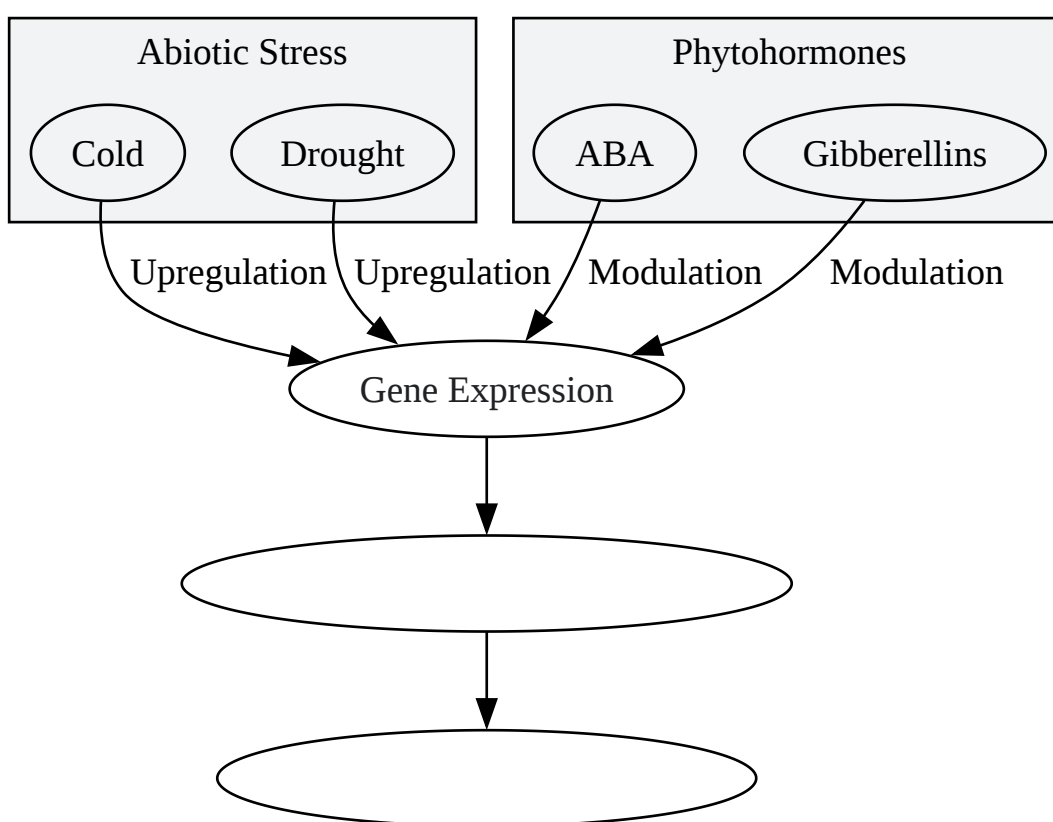 Abiotic Stress
Phytohormones
Cold
Drought
ABA
Gibberellins
Upregulation
Upregulation
Modulation
Modulation
Gene Expression